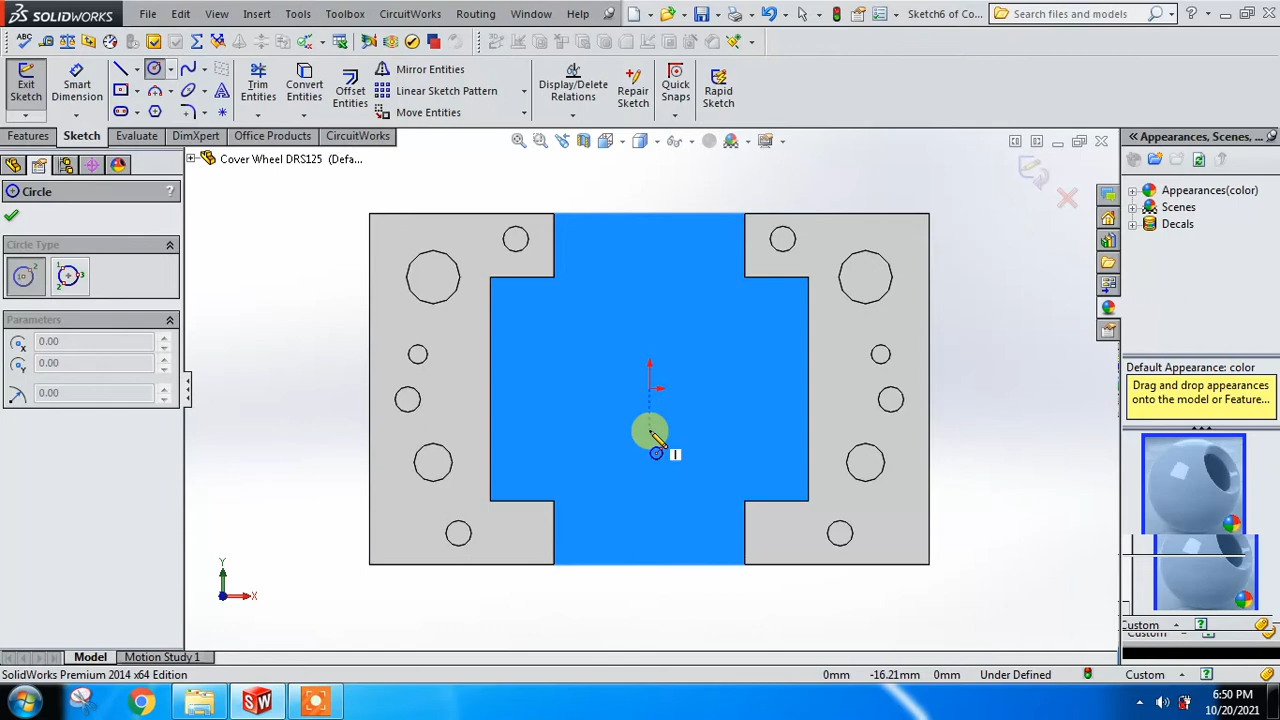 SOLIDWORKS File Edit View Insert Tools Toolbox CircuitWorks Routing Window Help Sketch6 of Co... Search files and models
Exit Sketch
Smart Dimension
Trim Entities
Convert Entities
Offset Entities
Mirror Entities
Linear Sketch Pattern
Move Entities
Display/Delete Relations
Repair Sketch
Quick Snaps
Rapid Sketch
Features Sketch Evaluate DimXpert Office Products CircuitWorks
Cover Wheel DRS125 (Defa...
Circle ?
Circle Type
Parameters
0.00
0.00
0.00
Y
X
Appearances, Scenes, ...
Appearances(color)
Scenes
Decals
Default Appearance: color
Drag and drop appearances
onto the model or Feature...
Custom
Model Motion Study 1
SolidWorks Premium 2014 x64 Edition 0mm -16.21mm 0mm Under Defined Custom
6:50 PM
10/20/2021